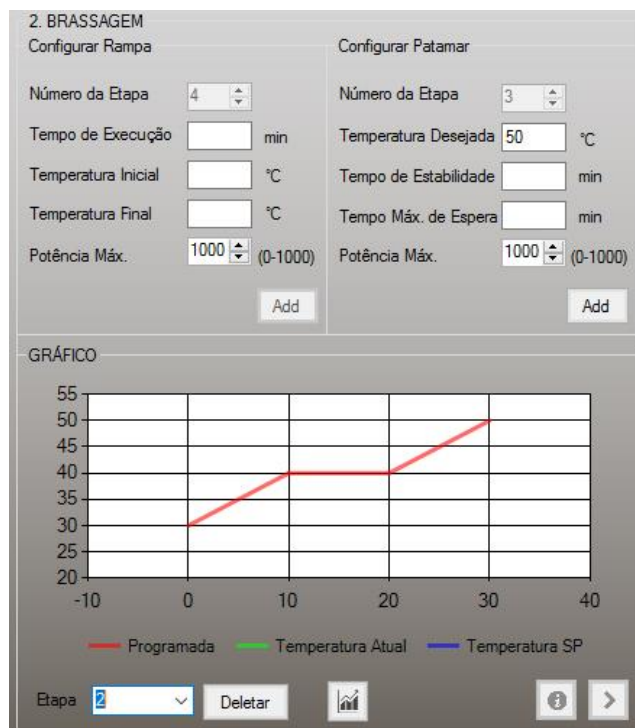 2. BRASSAGEM
Configurar Rampa
Número da Etapa 4
Tempo de Execução min
Temperatura Inicial °C
Temperatura Final °C
Potência Máx. 1000 (0-1000)
Add
Configurar Patamar
Número da Etapa 3
Temperatura Desejada 50 °C
Tempo de Estabilidade min
Tempo Máx. de Espera min
Potência Máx. 1000 (0-1000)
Add
GRÁFICO
55
50
45
40
35
30
25
20
-10 0 10 20 30 40
Programada Temperatura Atual Temperatura SP
Etapa 2 Deletar